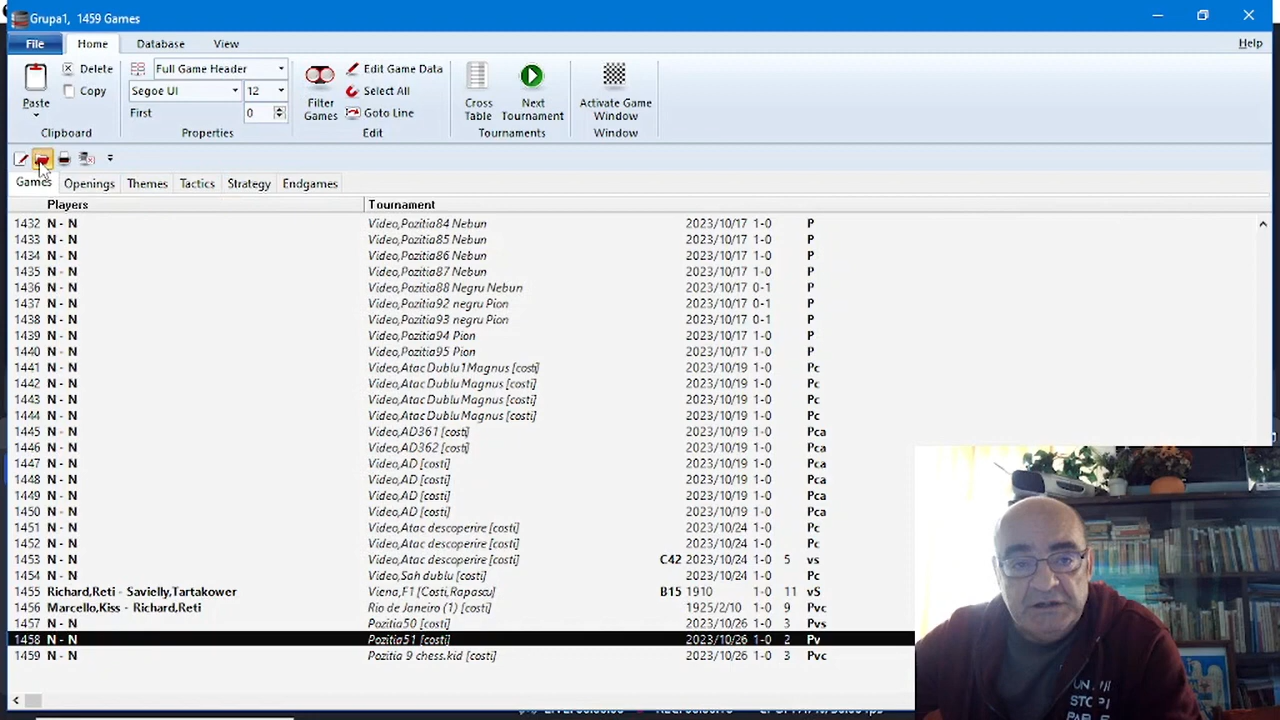 Grupa1, 1459 Games
File Home Database View Help
Paste Delete Copy Clipboard
Full Game Header
Segoe UI 12
First 0
Properties
Filter Games
Edit Game Data
Select All
Goto Line
Edit
Cross Table
Next Tournament
Tournaments
Activate Game Window
Window
Games Openings Themes Tactics Strategy Endgames
Players Tournament
1432 N - N Video,Pozitia84 Nebun 2023/10/17 1-0 P
1433 N - N Video,Pozitia85 Nebun 2023/10/17 1-0 P
1434 N - N Video,Pozitia86 Nebun 2023/10/17 1-0 P
1435 N - N Video,Pozitia87 Nebun 2023/10/17 1-0 P
1436 N - N Video,Pozitia88 Negru Nebun 2023/10/17 0-1 P
1437 N - N Video,Pozitia92 negru Pion 2023/10/17 0-1 P
1438 N - N Video,Pozitia93 negru Pion 2023/10/17 0-1 P
1439 N - N Video,Pozitia94 Pion 2023/10/17 1-0 P
1440 N - N Video,Pozitia95 Pion 2023/10/17 1-0 P
1441 N - N Video,Atac Dublu1Magnus [costi] 2023/10/19 1-0 Pc
1442 N - N Video,Atac Dublu Magnus [costi] 2023/10/19 1-0 Pc
1443 N - N Video,Atac Dublu Magnus [costi] 2023/10/19 1-0 Pc
1444 N - N Video,Atac Dublu Magnus [costi] 2023/10/19 1-0 Pc
1445 N - N Video,AD361 [costi] 2023/10/19 1-0 Pca
1446 N - N Video,AD362 [costi] 2023/10/19 1-0 Pca
1447 N - N Video,AD [costi] 2023/10/19 1-0 Pca
1448 N - N Video,AD [costi] 2023/10/19 1-0 Pca
1449 N - N Video,AD [costi] 2023/10/19 1-0 Pca
1450 N - N Video,AD [costi] 2023/10/19 1-0 Pca
1451 N - N Video,Atac descoperire [costi] 2023/10/24 1-0 Pc
1452 N - N Video,Atac descoperire [costi] 2023/10/24 1-0 Pc
1453 N - N Video,Atac descoperire [costi] C42 2023/10/24 1-0 5 vs
1454 N - N Video,Sah dublu [costi] 2023/10/24 1-0 Pc
1455 Richard,Reti - Savielly,Tartakower Viena,F1 [Costi,Rapascu] B15 1910 1-0 11 vS
1456 Marcello,Kiss - Richard,Reti Rio de Janeiro (1) [costi] 1925/2/10 1-0 9 Pvc
1457 N - N Pozitia50 [costi] 2023/10/26 1-0 3 Pvs
1458 N - N Pozitia51 [costi] 2023/10/26 1-0 2 Pv
1459 N - N Pozitia 9 chess.kid [costi] 2023/10/26 1-0 3 Pvc
STOP!